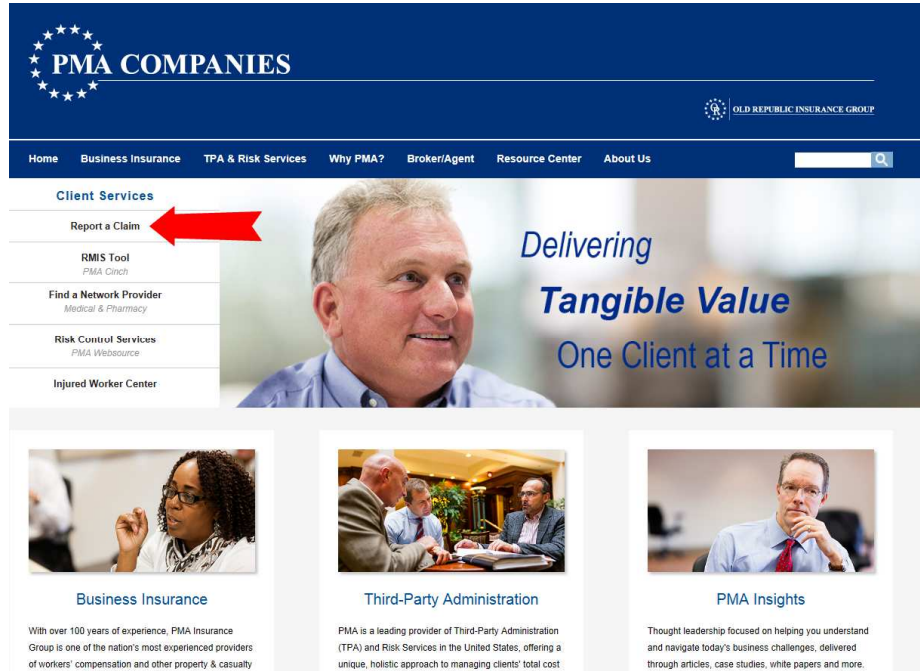 PMA COMPANIES
OLD REPUBLIC INSURANCE GROUP
Home Business Insurance TPA & Risk Services Why PMA? Broker/Agent Resource Center About Us
Client Services
Report a Claim
RMIS Tool
PMA Cinch
Find a Network Provider
Medical & Pharmacy
Risk Control Services
PMA Websource
Injured Worker Center
Delivering
Tangible Value
One Client at a Time
Business Insurance
With over 100 years of experience, PMA Insurance
Group is one of the nation's most experienced providers
of workers' compensation and other property & casualty
Third-Party Administration
PMA is a leading provider of Third-Party Administration
(TPA) and Risk Services in the United States, offering a
unique, holistic approach to managing clients' total cost
PMA Insights
Thought leadership focused on helping you understand
and navigate today's business challenges, delivered
through articles, case studies, white papers and more.